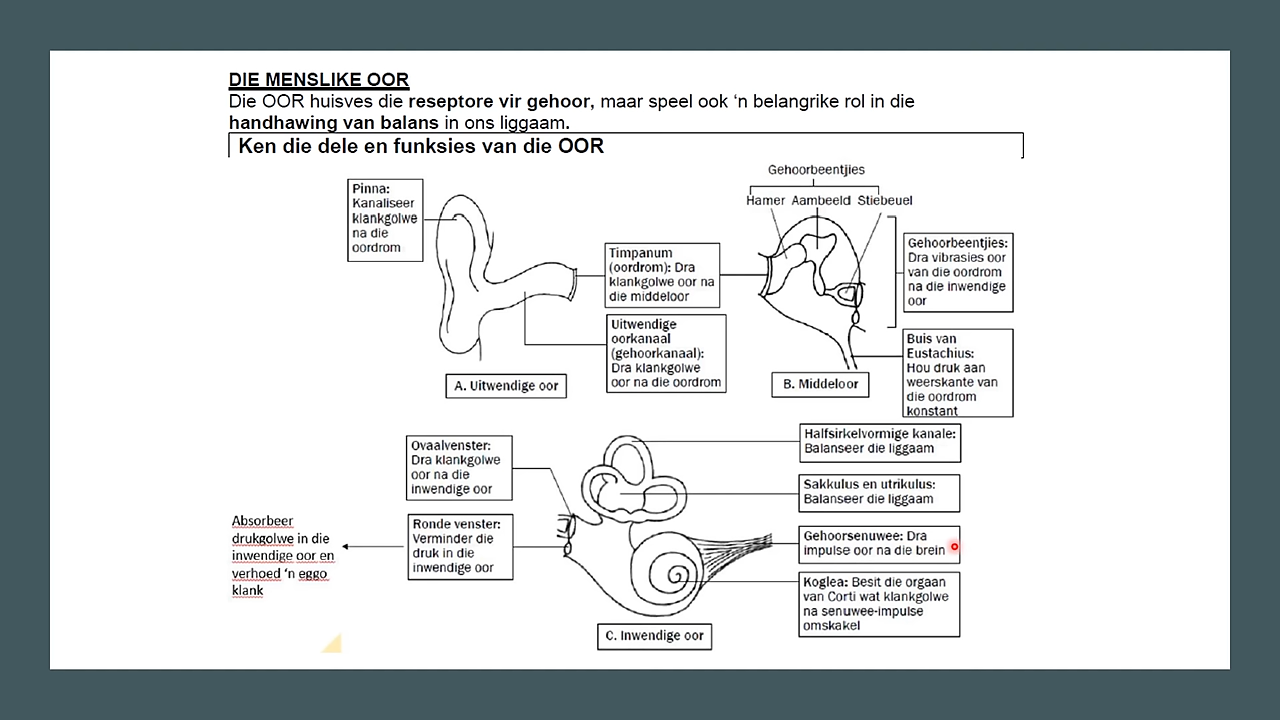 DIE MENSLIKE OOR
Die OOR huisves die reseptore vir gehoor, maar speel ook ‘n belangrike rol in die
handhawing van balans in ons liggaam.
Ken die dele en funksies van die OOR
Pinna:
Kanaliseer
klankgolwe
na die
oordrom
Timpanum
(oordrom): Dra
klankgolwe oor na
die middeloor
Uitwendige
oorkanaal
(gehoorkanaal):
Dra klankgolwe
oor na die oordrom
A. Uitwendige oor
Gehoorbeentjies
Hamer Aambeeld Stiebeuel
Gehoorbeentjies:
Dra vibrasies oor
van die oordrom
na die inwendige
oor
Buis van
Eustachius:
Hou druk aan
weerskante van
die oordrom
konstant
B. Middeloor
Ovaalvenster:
Dra klankgolwe
oor na die
inwendige oor
Ronde venster:
Verminder die
druk in die
inwendige oor
Absorbeer
drukgolwe in die
inwendige oor en
verhoed ‘n eggo
klank
Halfsirkelvormige kanale:
Balanseer die liggaam
Sakkulus en utrikulus:
Balanseer die liggaam
Gehoorsenuwee: Dra
impulse oor na die brein
Koglea: Besit die orgaan
van Corti wat klankgolwe
na senuwee-impulse
omskakel
C. Inwendige oor